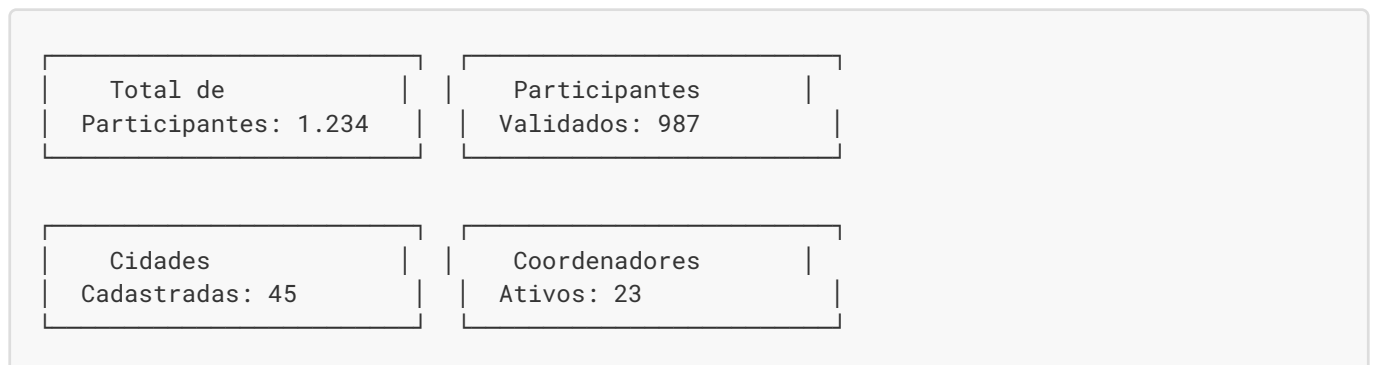 Total de Participantes
Participantes: 1.234 Validados: 987
Cidades Coordenadores
Cadastradas: 45 Ativos: 23